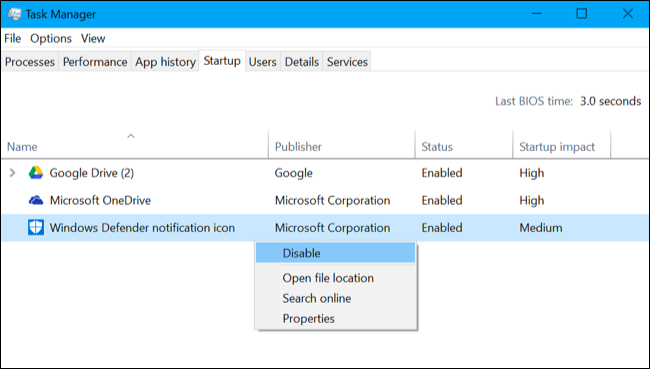 Task Manager
File Options View
Processes Performance App history Startup Users Details Services
Last BIOS time: 3.0 seconds
Name Publisher Status Startup impact
Google Drive (2) Google Enabled High
Microsoft OneDrive Microsoft Corporation Enabled High
Windows Defender notification icon Microsoft Corporation Enabled Medium
Disable
Open file location
Search online
Properties